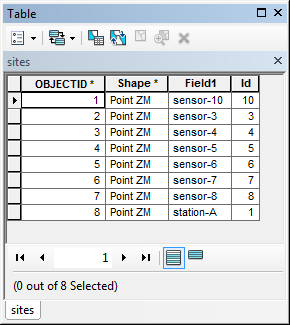 Table
sites
OBJECTID * Shape * Field1 Id
1 Point ZM sensor-10 10
2 Point ZM sensor-3 3
3 Point ZM sensor-4 4
4 Point ZM sensor-5 5
5 Point ZM sensor-6 6
6 Point ZM sensor-7 7
7 Point ZM sensor-8 8
8 Point ZM station-A 1
1
(0 out of 8 Selected)
sites